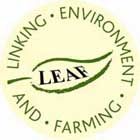 LINKING • ENVIRONMENT
LEAF
AND • FARMING •